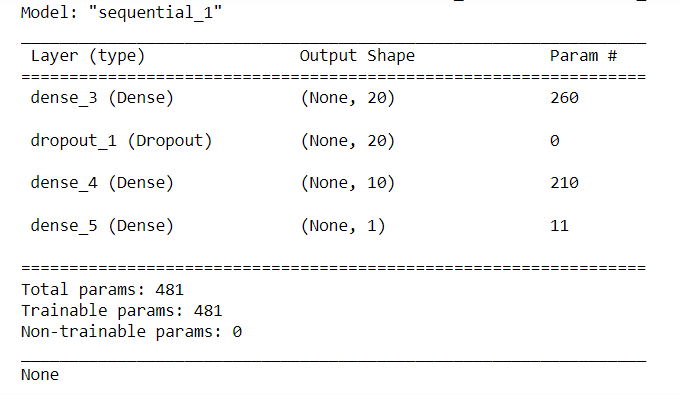 Model: "sequential_1"
Layer (type) Output Shape Param #
dense_3 (Dense) (None, 20) 260
dropout_1 (Dropout) (None, 20) 0
dense_4 (Dense) (None, 10) 210
dense_5 (Dense) (None, 1) 11
Total params: 481
Trainable params: 481
Non-trainable params: 0
None